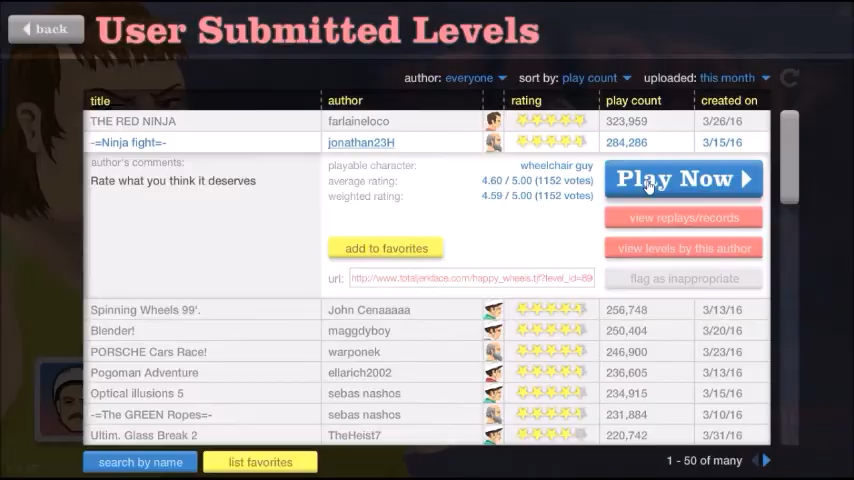 back
User Submitted Levels
author: everyone sort by: play count uploaded: this month
title author rating play count created on
THE RED NINJA farlaineloco 323,959 3/26/16
-=Ninja fight=- jonathan23H 284,286 3/15/16
author's comments:
Rate what you think it deserves
playable character: wheelchair guy
average rating: 4.60 / 5.00 (1152 votes)
weighted rating: 4.59 / 5.00 (1152 votes)
Play Now
view replays/records
add to favorites
view levels by this author
url: http://www.totaljerkface.com/happy_wheels.tjf?level_id=89
flag as inappropriate
Spinning Wheels 99'. John Cenaaaaa 256,748 3/13/16
Blender! maggdyboy 250,404 3/20/16
PORSCHE Cars Race! warponek 246,900 3/23/16
Pogoman Adventure ellarich2002 236,605 3/13/16
Optical illusions 5 sebas nashos 234,915 3/15/16
-=The GREEN Ropes=- sebas nashos 231,884 3/10/16
Ultim. Glass Break 2 TheHeist7 220,742 3/31/16
search by name list favorites 1 - 50 of many